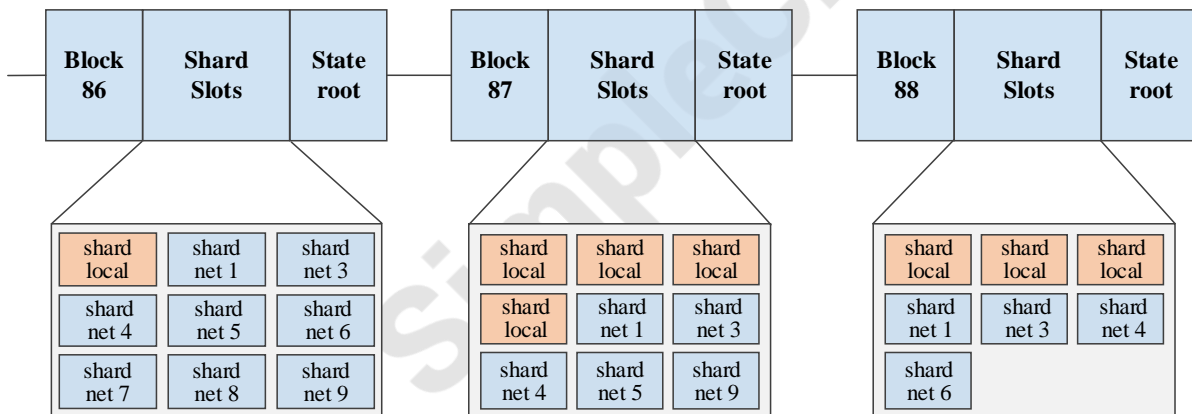 Block 86
Shard Slots
State root
Block 87
Shard Slots
State root
Block 88
Shard Slots
State root
shard local
shard net 1
shard net 3
shard net 4
shard net 5
shard net 6
shard net 7
shard net 8
shard net 9
shard local
shard local
shard local
shard local
shard net 1
shard net 3
shard net 4
shard net 5
shard net 9
shard local
shard local
shard local
shard net 1
shard net 3
shard net 4
shard net 6